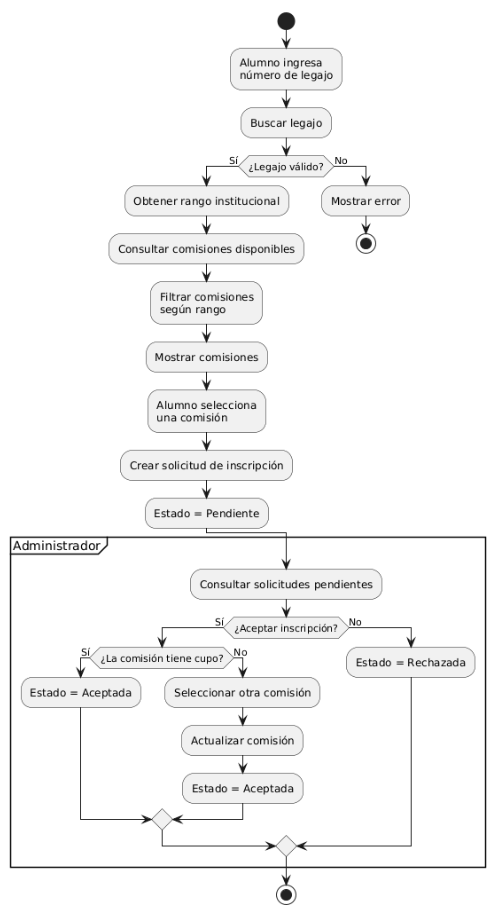 Alumno ingresa
número de legajo
Buscar legajo
¿Legajo válido?
Sí
No
Obtener rango institucional
Mostrar error
Consultar comisiones disponibles
Filtrar comisiones
según rango
Mostrar comisiones
Alumno selecciona
una comisión
Crear solicitud de inscripción
Estado = Pendiente
Administrador
Consultar solicitudes pendientes
¿Aceptar inscripción?
Sí
No
¿La comisión tiene cupo?
Sí
No
Estado = Rechazada
Estado = Aceptada
Seleccionar otra comisión
Actualizar comisión
Estado = Aceptada